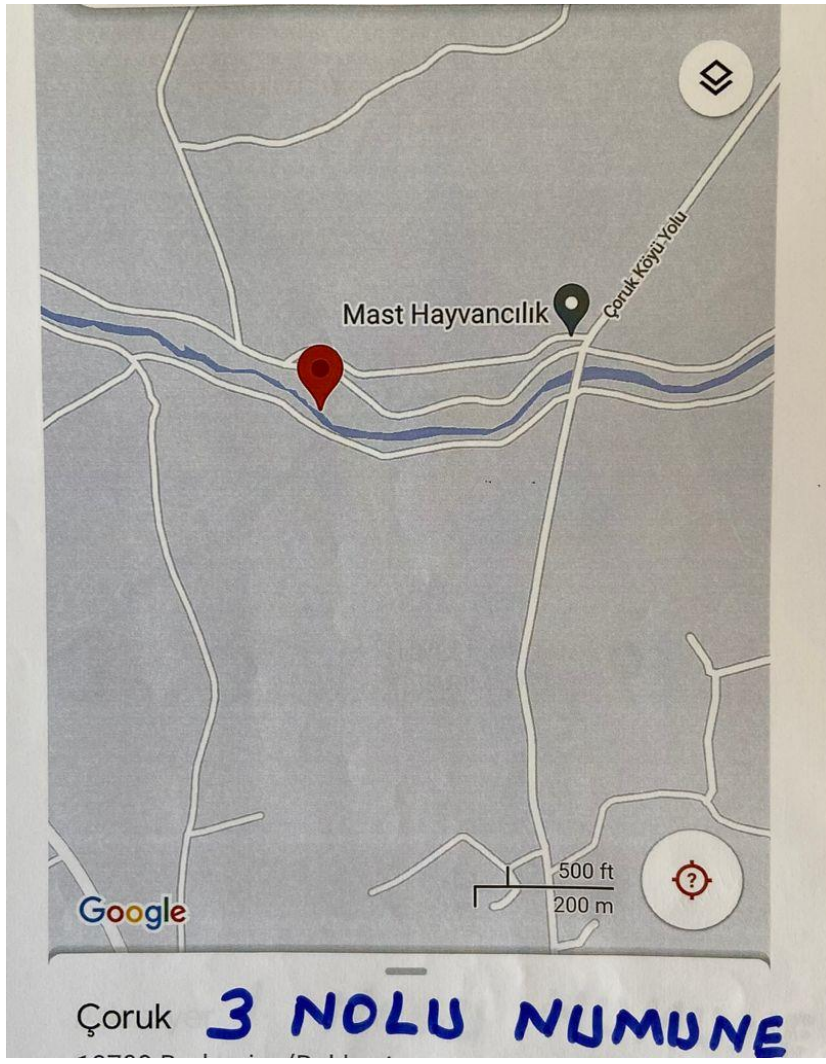 Çoruk Köyü Yolu
Mast Hayvancılık
500 ft
200 m
Google
Çoruk 3 NOLU NUMUNE